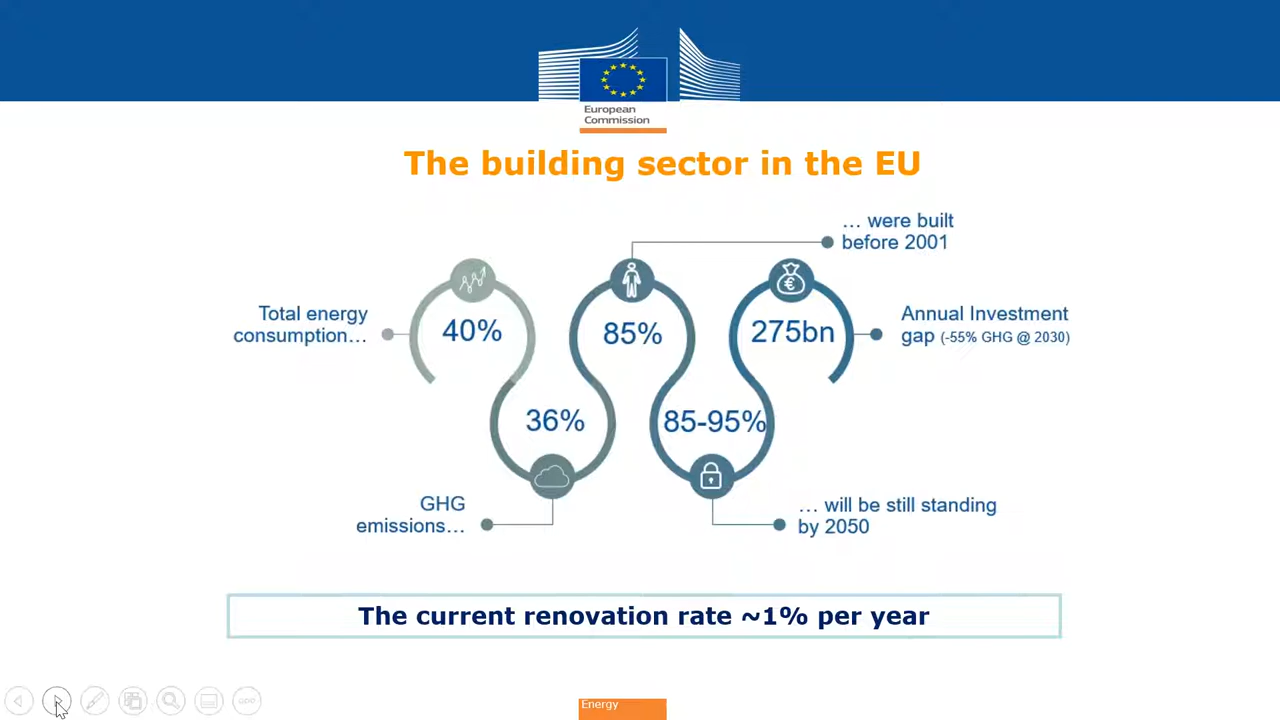 European
Commission
The building sector in the EU
… were built
before 2001
Total energy
consumption…
40%
85%
275bn
€
Annual Investment
gap (-55% GHG @ 2030)
36%
85-95%
GHG
emissions…
… will be still standing
by 2050
The current renovation rate ~1% per year
Energy